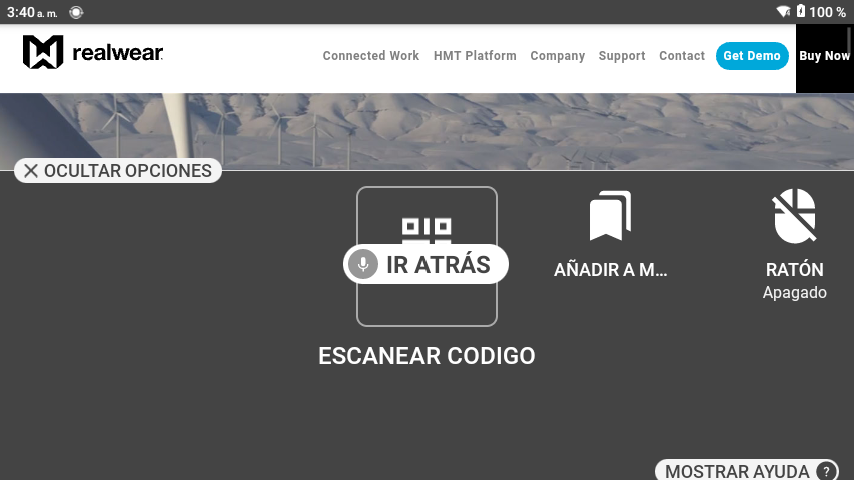 3:40 a. m. 100 %
realwear
Connected Work HMT Platform Company Support Contact Get Demo Buy Now
OCULTAR OPCIONES
IR ATRÁS
AÑADIR A M...
RATÓN
Apagado
ESCANEAR CODIGO
MOSTRAR AYUDA ?